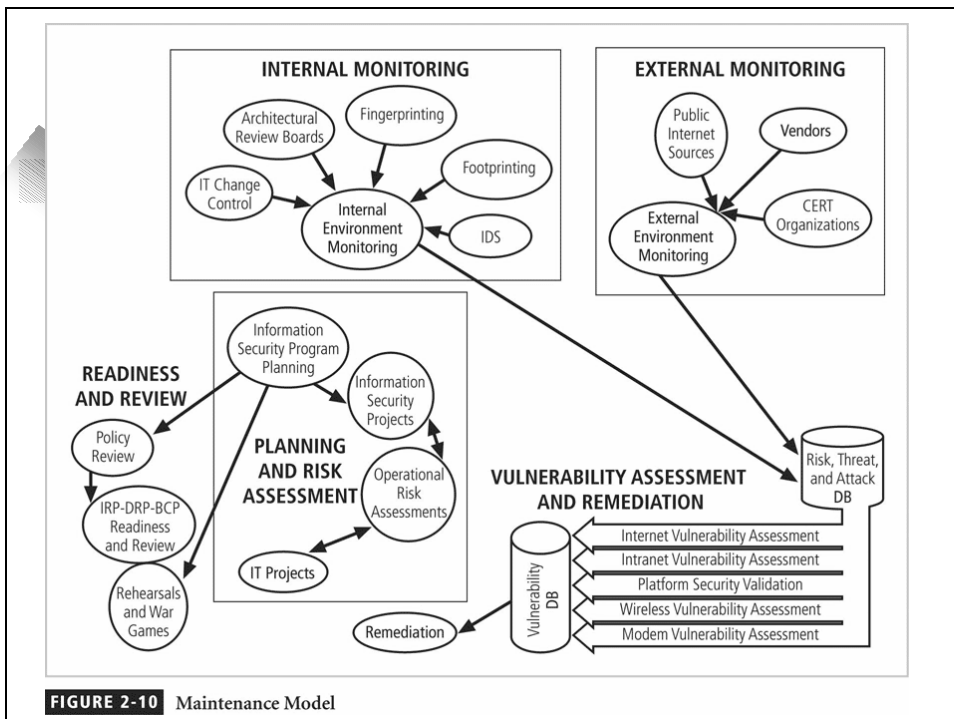 INTERNAL MONITORING
Architectural
Review Boards
Fingerprinting
Footprinting
IT Change
Control
Internal
Environment
Monitoring
IDS
EXTERNAL MONITORING
Public
Internet
Sources
Vendors
CERT
Organizations
External
Environment
Monitoring
Information
Security Program
Planning
READINESS
AND REVIEW
Information
Security
Projects
Policy
Review
PLANNING
AND RISK
ASSESSMENT
Operational
Risk
Assessments
IRP-DRP-BCP
Readiness
and Review
IT Projects
Rehearsals
and War
Games
VULNERABILITY ASSESSMENT
AND REMEDIATION
Risk, Threat,
and Attack
DB
Internet Vulnerability Assessment
Intranet Vulnerability Assessment
Platform Security Validation
Wireless Vulnerability Assessment
Modem Vulnerability Assessment
Vulnerability
DB
Remediation
FIGURE 2-10 Maintenance Model